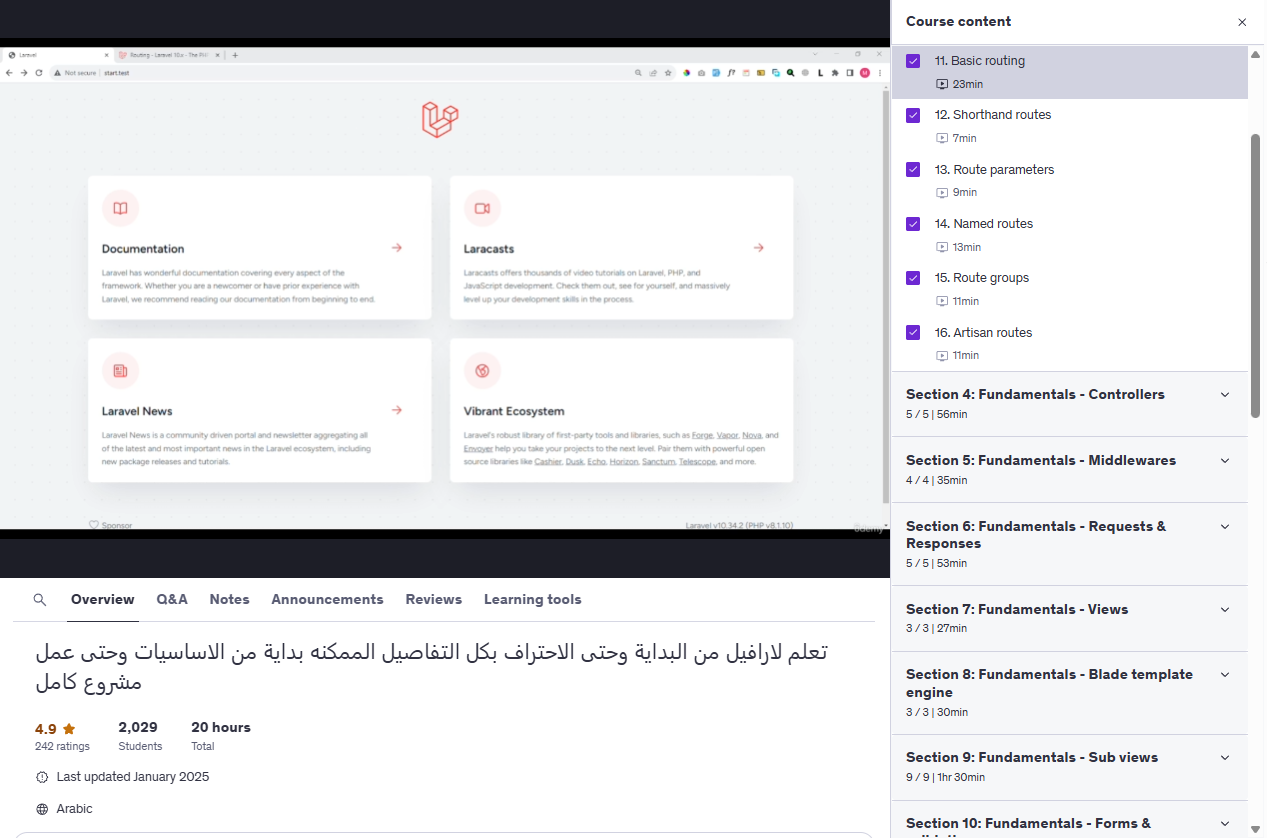 Laravel
Routing - Laravel 10.x - The PHP
Not secure | start.test
Documentation
Laravel has wonderful documentation covering every aspect of the
framework. Whether you are a newcomer or have prior experience with
Laravel, we recommend reading our documentation from beginning to end.
Laracasts
Laracasts offers thousands of video tutorials on Laravel, PHP, and
JavaScript development. Check them out, see for yourself, and massively
level up your development skills in the process.
Laravel News
Laravel News is a community driven portal and newsletter aggregating all
of the latest and most important news in the Laravel ecosystem, including
new package releases and tutorials.
Vibrant Ecosystem
Laravel's robust library of first-party tools and libraries, such as Forge, Vapor, Nova, and
Envoyer help you take your projects to the next level. Pair them with powerful open
source libraries like Cashier, Dusk, Echo, Horizon, Sanctum, Telescope, and more.
Sponsor
Laravel v10.34.2 (PHP v8.1.10)
Udemy
Overview
Q&A
Notes
Announcements
Reviews
Learning tools
تعلم لارافيل من البداية وحتى الاحتراف بكل التفاصيل الممكنه بداية من الاساسيات وحتى عمل
مشروع كامل
4.9
2,029
20 hours
242 ratings
Students
Total
Last updated January 2025
Arabic
Course content
11. Basic routing
23min
12. Shorthand routes
7min
13. Route parameters
9min
14. Named routes
13min
15. Route groups
11min
16. Artisan routes
11min
Section 4: Fundamentals - Controllers
5 / 5 | 56min
Section 5: Fundamentals - Middlewares
4 / 4 | 35min
Section 6: Fundamentals - Requests &
Responses
5 / 5 | 53min
Section 7: Fundamentals - Views
3 / 3 | 27min
Section 8: Fundamentals - Blade template
engine
3 / 3 | 30min
Section 9: Fundamentals - Sub views
9 / 9 | 1hr 30min
Section 10: Fundamentals - Forms &